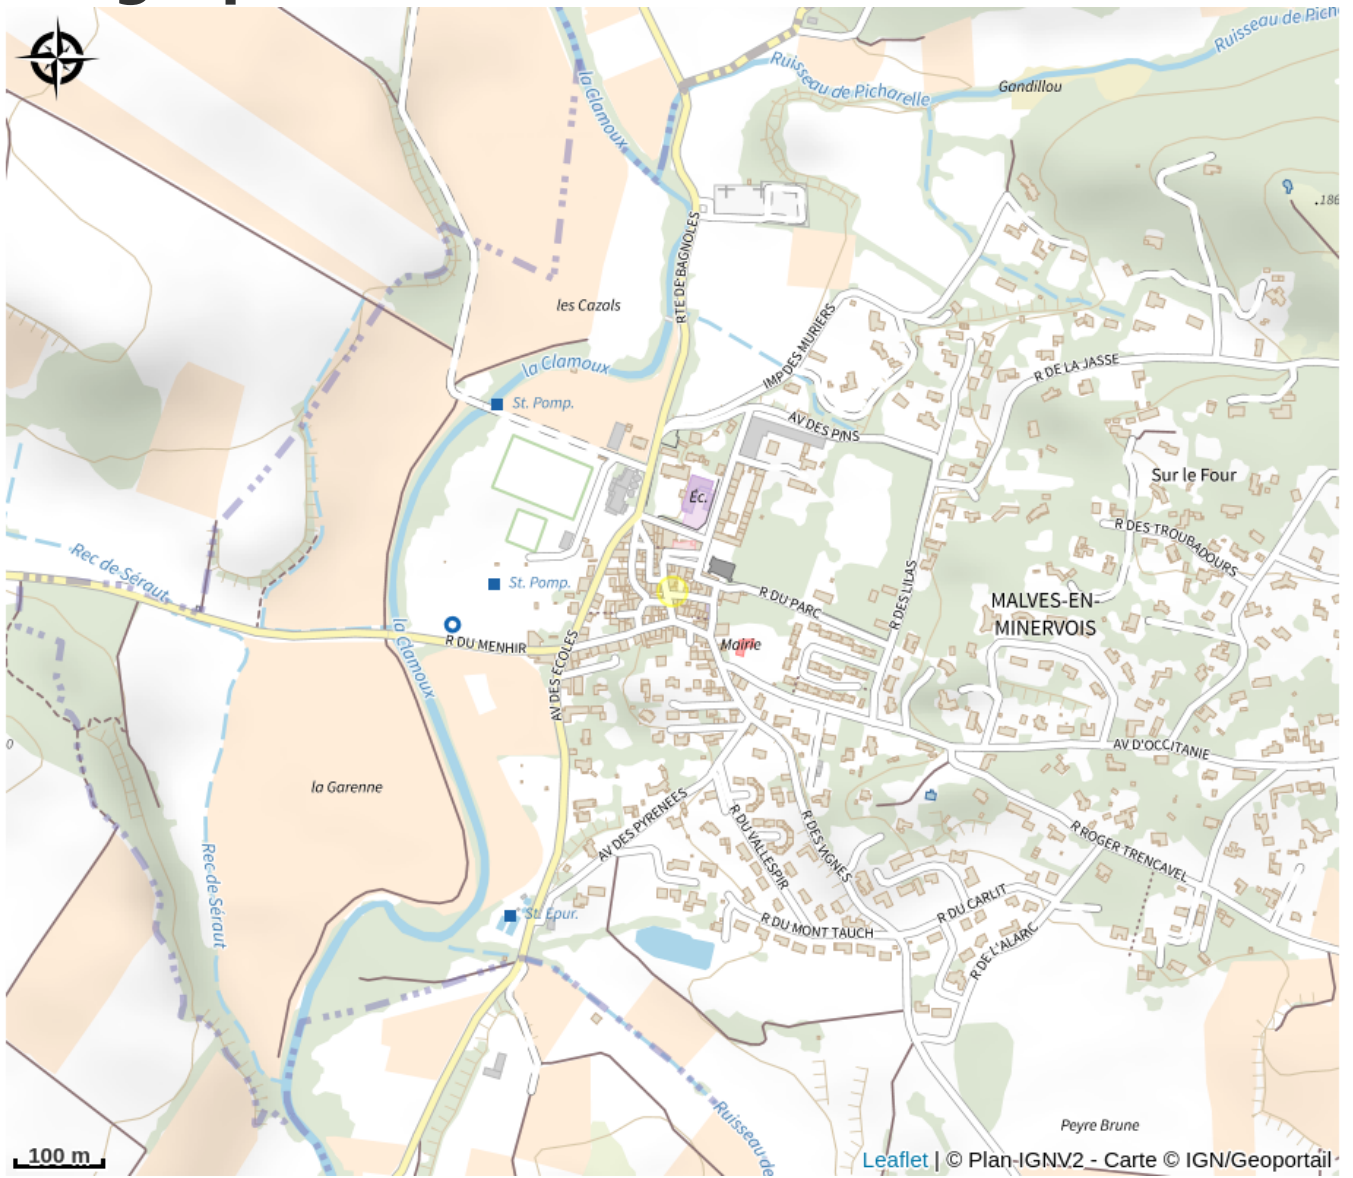 Ruisseau de Pich
la Clamoux
Ruisseau de Picharelle
Gandillou
.186
RTE DE BAGNOLES
les Cazals
IMP DES MURIERS
la Clamoux
R DE LA JASSE
St. Pomp.
AV DES PINS
Sur le Four
Éc.
R DES TROUBADOURS
Rec de Séraut
St. Pomp.
R DU PARC
R DES LILAS
MALVES-EN-
MINERVOIS
la Clamoux
R DU MENHIR
AV DES ECOLES
Mairie
0
AV D'OCCITANIE
la Garenne
AV DES PYRENEES
R DU VALLESPIR
R DES VIGNES
R ROGER TRENCAVEL
Rec de Séraut
St. Epur.
R DU MONT TAUCH
R DU CARLIT
R DE L'ALARC
Ruisseau de
Peyre Brune
100 m
Leaflet | © Plan-IGNV2 - Carte © IGN/Geoportail